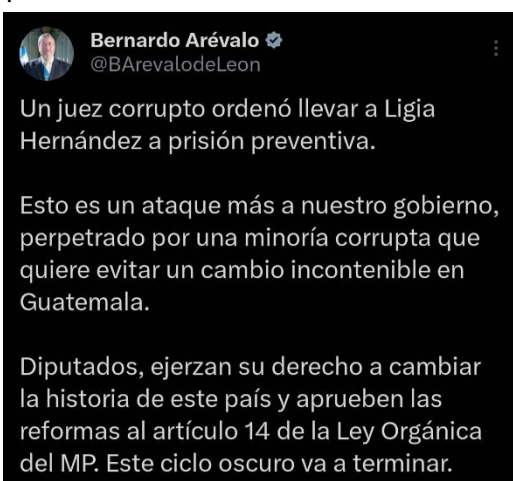 Bernardo Arévalo
@BArevalodeLeon
Un juez corrupto ordenó llevar a Ligia
Hernández a prisión preventiva.
Esto es un ataque más a nuestro gobierno,
perpetrado por una minoría corrupta que
quiere evitar un cambio incontenible en
Guatemala.
Diputados, ejerzan su derecho a cambiar
la historia de este país y aprueben las
reformas al artículo 14 de la Ley Orgánica
del MP. Este ciclo oscuro va a terminar.